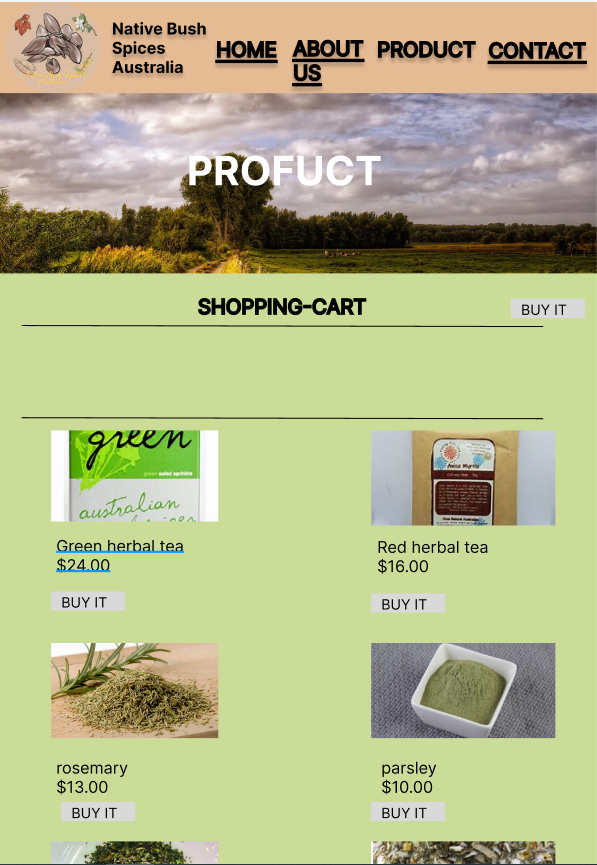 Native Bush
Spices
Australia
HOME
ABOUT
US
PRODUCT
CONTACT
PROFUCT
SHOPPING-CART
BUY IT
green
green salad sprinkle
australian
Anise Myrtle
Green herbal tea
$24.00
BUY IT
Red herbal tea
$16.00
BUY IT
rosemary
$13.00
BUY IT
parsley
$10.00
BUY IT